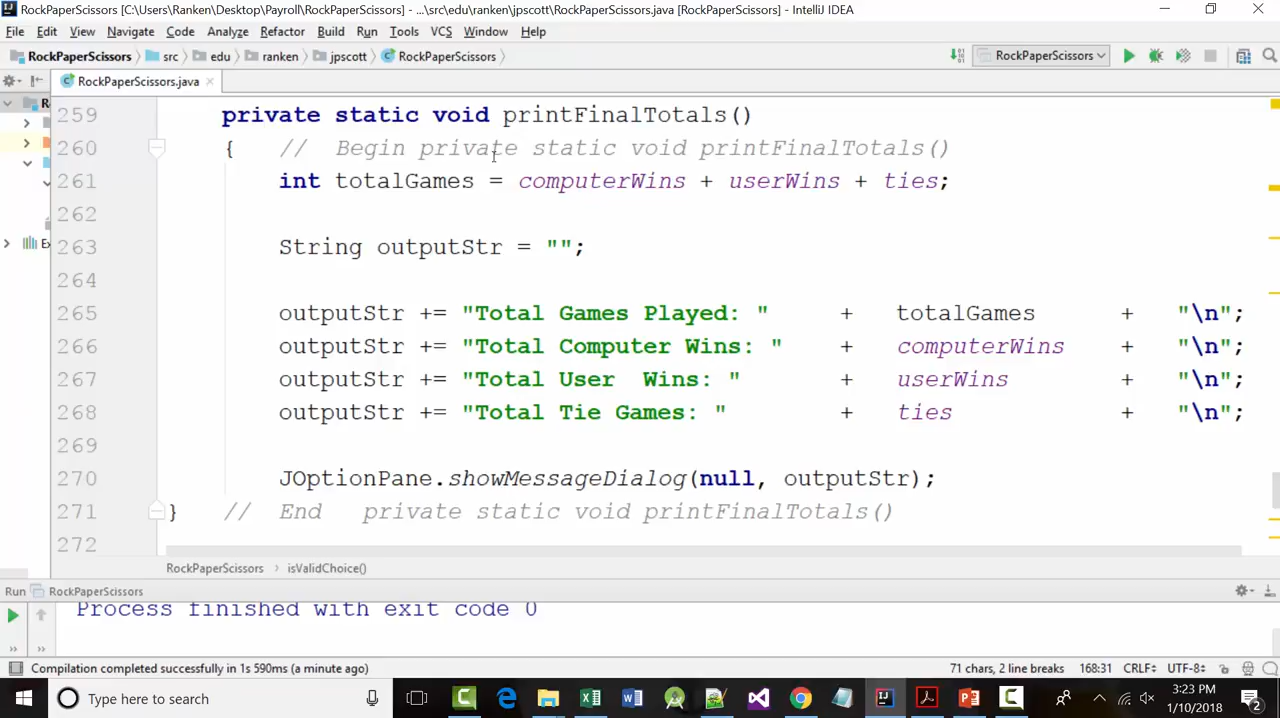 RockPaperScissors [C:\Users\Ranken\Desktop\Payroll\RockPaperScissors] - ...\src\edu\ranken\jpscott\RockPaperScissors.java [RockPaperScissors] - IntelliJ IDEA
File Edit View Navigate Code Analyze Refactor Build Run Tools VCS Window Help
RockPaperScissors src edu ranken jpscott RockPaperScissors RockPaperScissors
RockPaperScissors.java
259 private static void printFinalTotals()
260 { // Begin private static void printFinalTotals()
261 int totalGames = computerWins + userWins + ties;
262
263 String outputStr = "";
264
265 outputStr += "Total Games Played: " + totalGames + "\n";
266 outputStr += "Total Computer Wins: " + computerWins + "\n";
267 outputStr += "Total User  Wins: " + userWins + "\n";
268 outputStr += "Total Tie Games: " + ties + "\n";
269
270 JOptionPane.showMessageDialog(null, outputStr);
271 } // End private static void printFinalTotals()
272
RockPaperScissors isValidChoice()
Run RockPaperScissors
Process finished with exit code 0
Compilation completed successfully in 1s 590ms (a minute ago) 71 chars, 2 line breaks 168:31 CRLF UTF-8
Type here to search
3:23 PM
1/10/2018
2